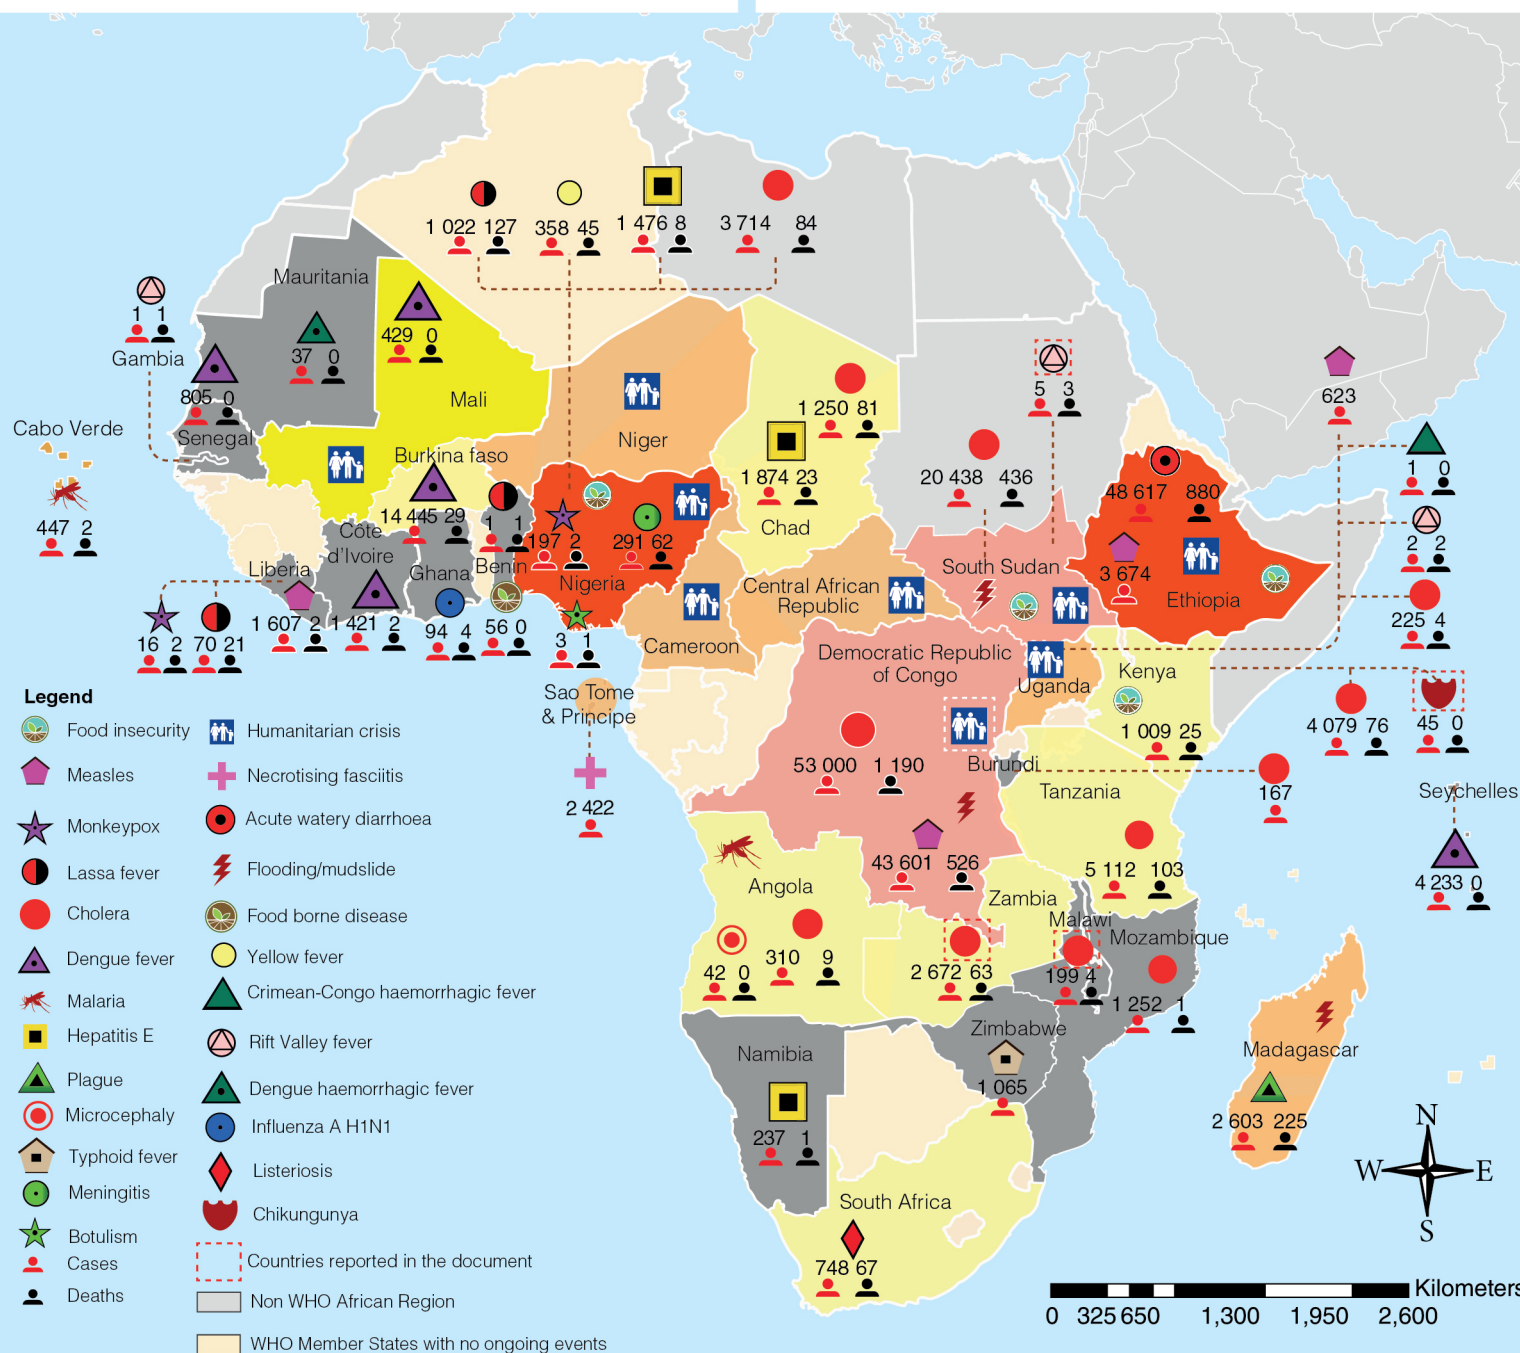 1 022 127
358 45
1 476 8
3 714 84
Mauritania
37 0
429 0
Mali
1 1
Gambia
805 0
Senegal
Cabo Verde
447 2
Niger
1 250 81
1 874 23
Chad
5 3
20 438 436
623
1 0
2 2
225 4
Burkina faso
14 445 29
Côte
d'Ivoire
Liberia
Ghana
Benin
1 1
197 2
291 62
Nigeria
16 2
70 21
1 607 2
1 421 2
94 4
56 0
3 1
Cameroon
Central African
Republic
South Sudan
48 617 880
3 674
Ethiopia
Sao Tome
& Principe
2 422
Democratic Republic
of Congo
53 000 1 190
43 601 526
Uganda
Kenya
1 009 25
4 079 76
45 0
Burundi
167
Tanzania
5 112 103
Seychelles
4 233 0
Angola
42 0
310 9
Zambia
2 672 63
Malawi
199 4
Mozambique
1 252 1
Zimbabwe
1 065
Namibia
237 1
South Africa
748 67
Madagascar
2 603 225
Legend
Food insecurity
Humanitarian crisis
Measles
Necrotising fasciitis
Monkeypox
Acute watery diarrhoea
Lassa fever
Flooding/mudslide
Cholera
Food borne disease
Dengue fever
Yellow fever
Malaria
Crimean-Congo haemorrhagic fever
Hepatitis E
Rift Valley fever
Plague
Dengue haemorrhagic fever
Microcephaly
Influenza A H1N1
Typhoid fever
Listeriosis
Meningitis
Chikungunya
Botulism
Cases
Countries reported in the document
Deaths
Non WHO African Region
WHO Member States with no ongoing events
N
W E
S
Kilometers
0 325 650 1,300 1,950 2,600